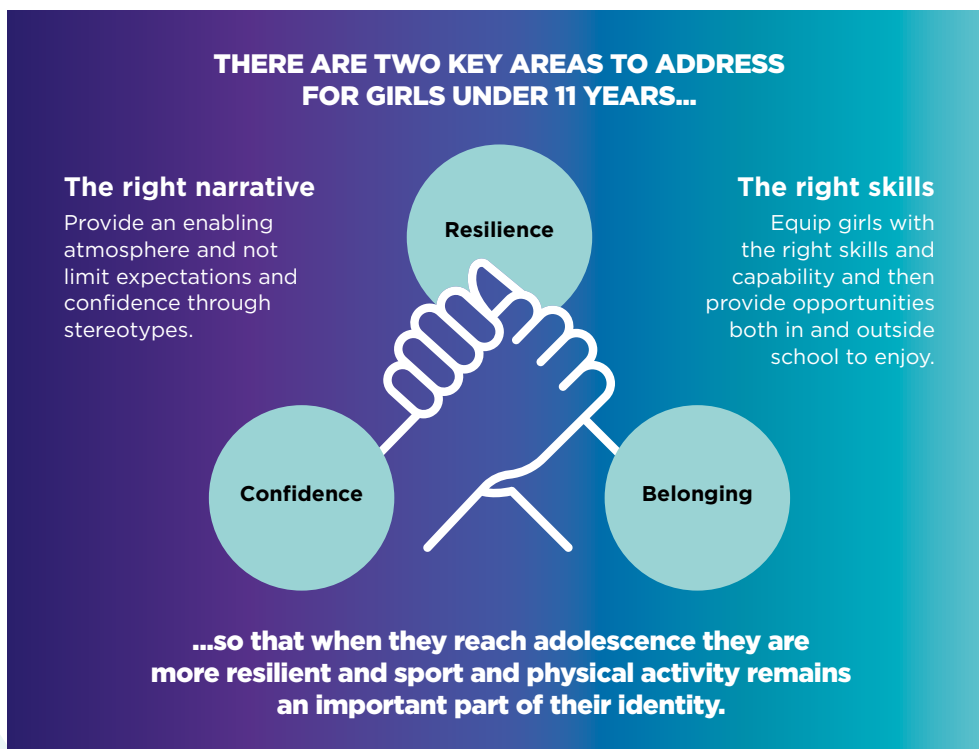 THERE ARE TWO KEY AREAS TO ADDRESS
FOR GIRLS UNDER 11 YEARS...
The right narrative
Provide an enabling
atmosphere and not
limit expectations and
confidence through
stereotypes.
Resilience
The right skills
Equip girls with
the right skills and
capability and then
provide opportunities
both in and outside
school to enjoy.
Confidence
Belonging
...so that when they reach adolescence they are
more resilient and sport and physical activity remains
an important part of their identity.